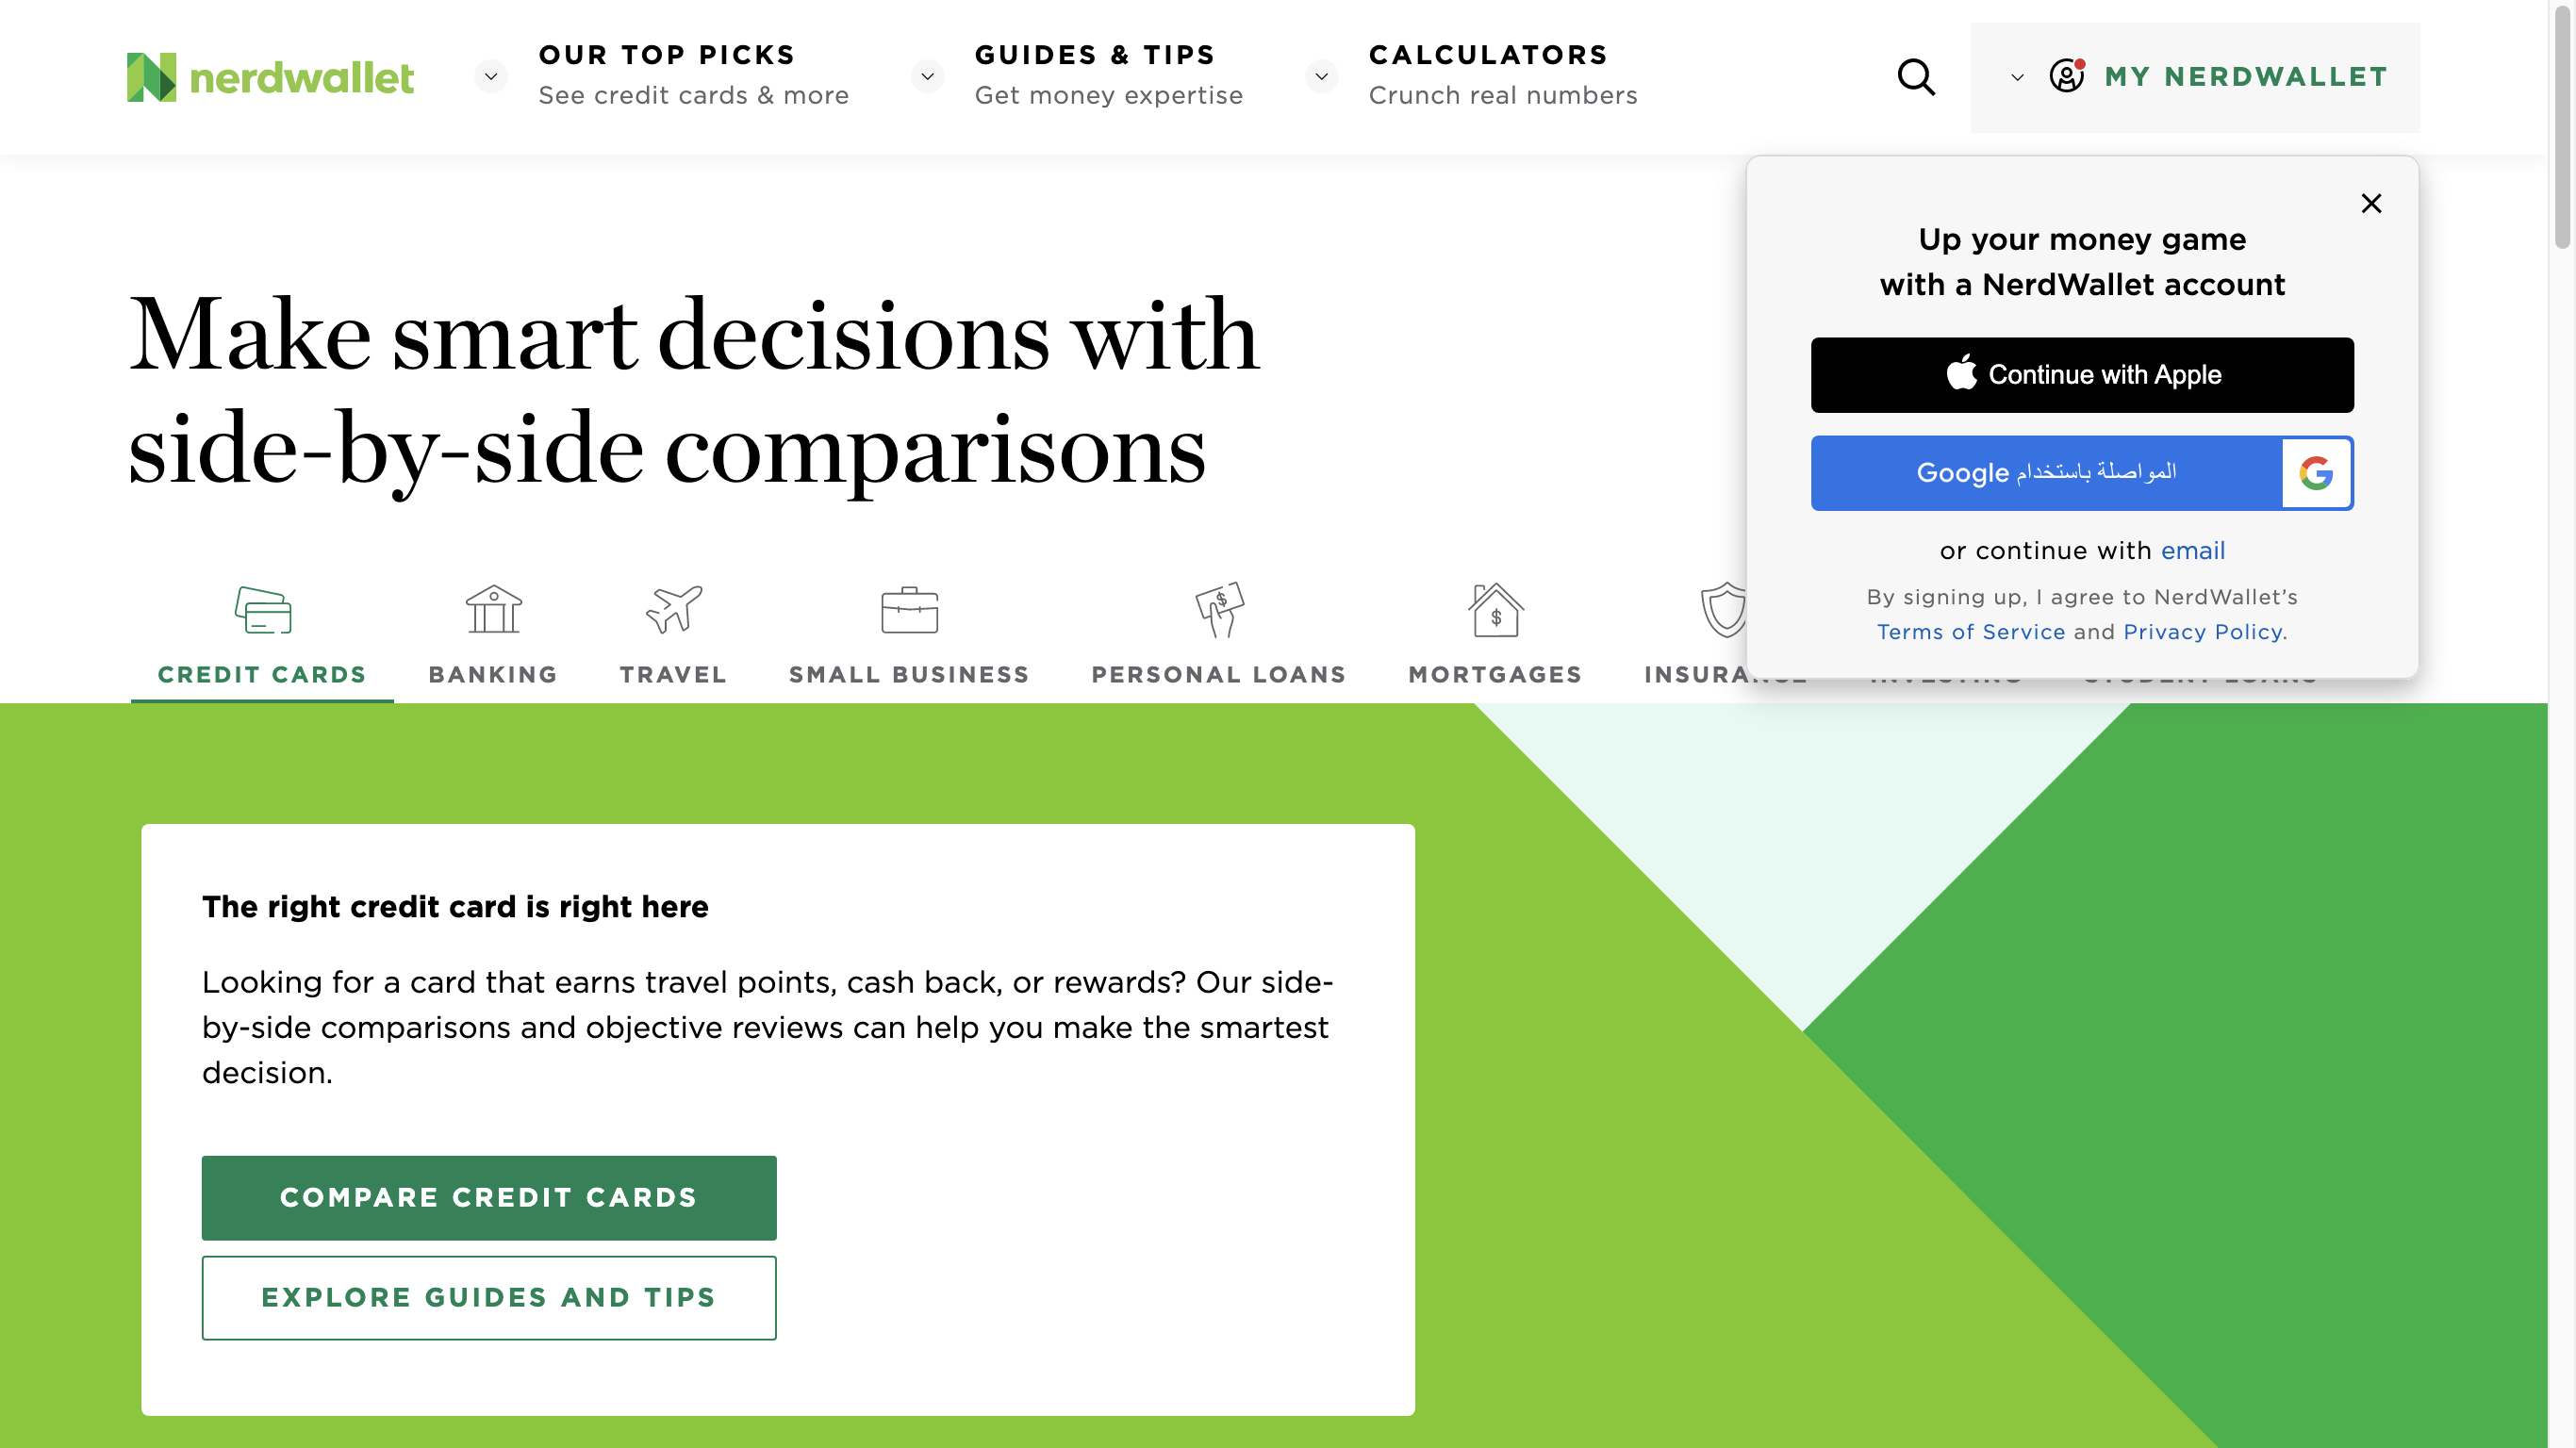 nerdwallet
OUR TOP PICKS
See credit cards & more
GUIDES & TIPS
Get money expertise
CALCULATORS
Crunch real numbers
MY NERDWALLET
Up your money game
with a NerdWallet account
Continue with Apple
المواصلة باستخدام Google
or continue with email
By signing up, I agree to NerdWallet’s
Terms of Service and Privacy Policy.
Make smart decisions with
side-by-side comparisons
CREDIT CARDS
BANKING
TRAVEL
SMALL BUSINESS
PERSONAL LOANS
MORTGAGES
The right credit card is right here
Looking for a card that earns travel points, cash back, or rewards? Our side-
by-side comparisons and objective reviews can help you make the smartest
decision.
COMPARE CREDIT CARDS
EXPLORE GUIDES AND TIPS